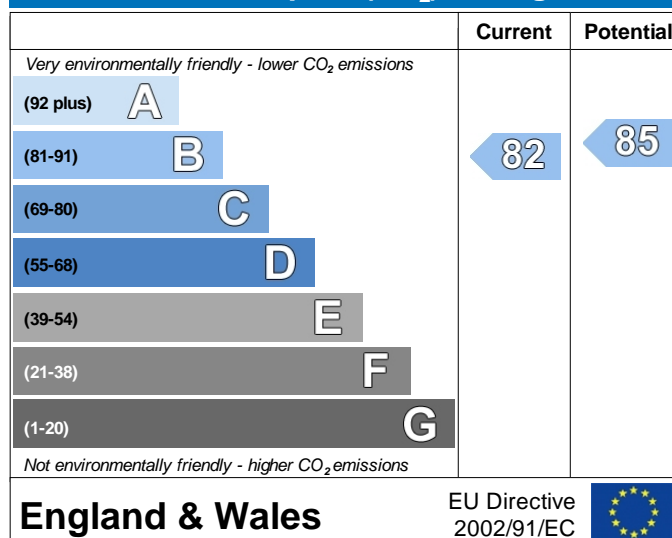 Current Potential
Very environmentally friendly - lower CO₂ emissions
(92 plus) A
(81-91) B 82 85
(69-80) C
(55-68) D
(39-54) E
(21-38) F
(1-20) G
Not environmentally friendly - higher CO₂ emissions
England & Wales
EU Directive
2002/91/EC